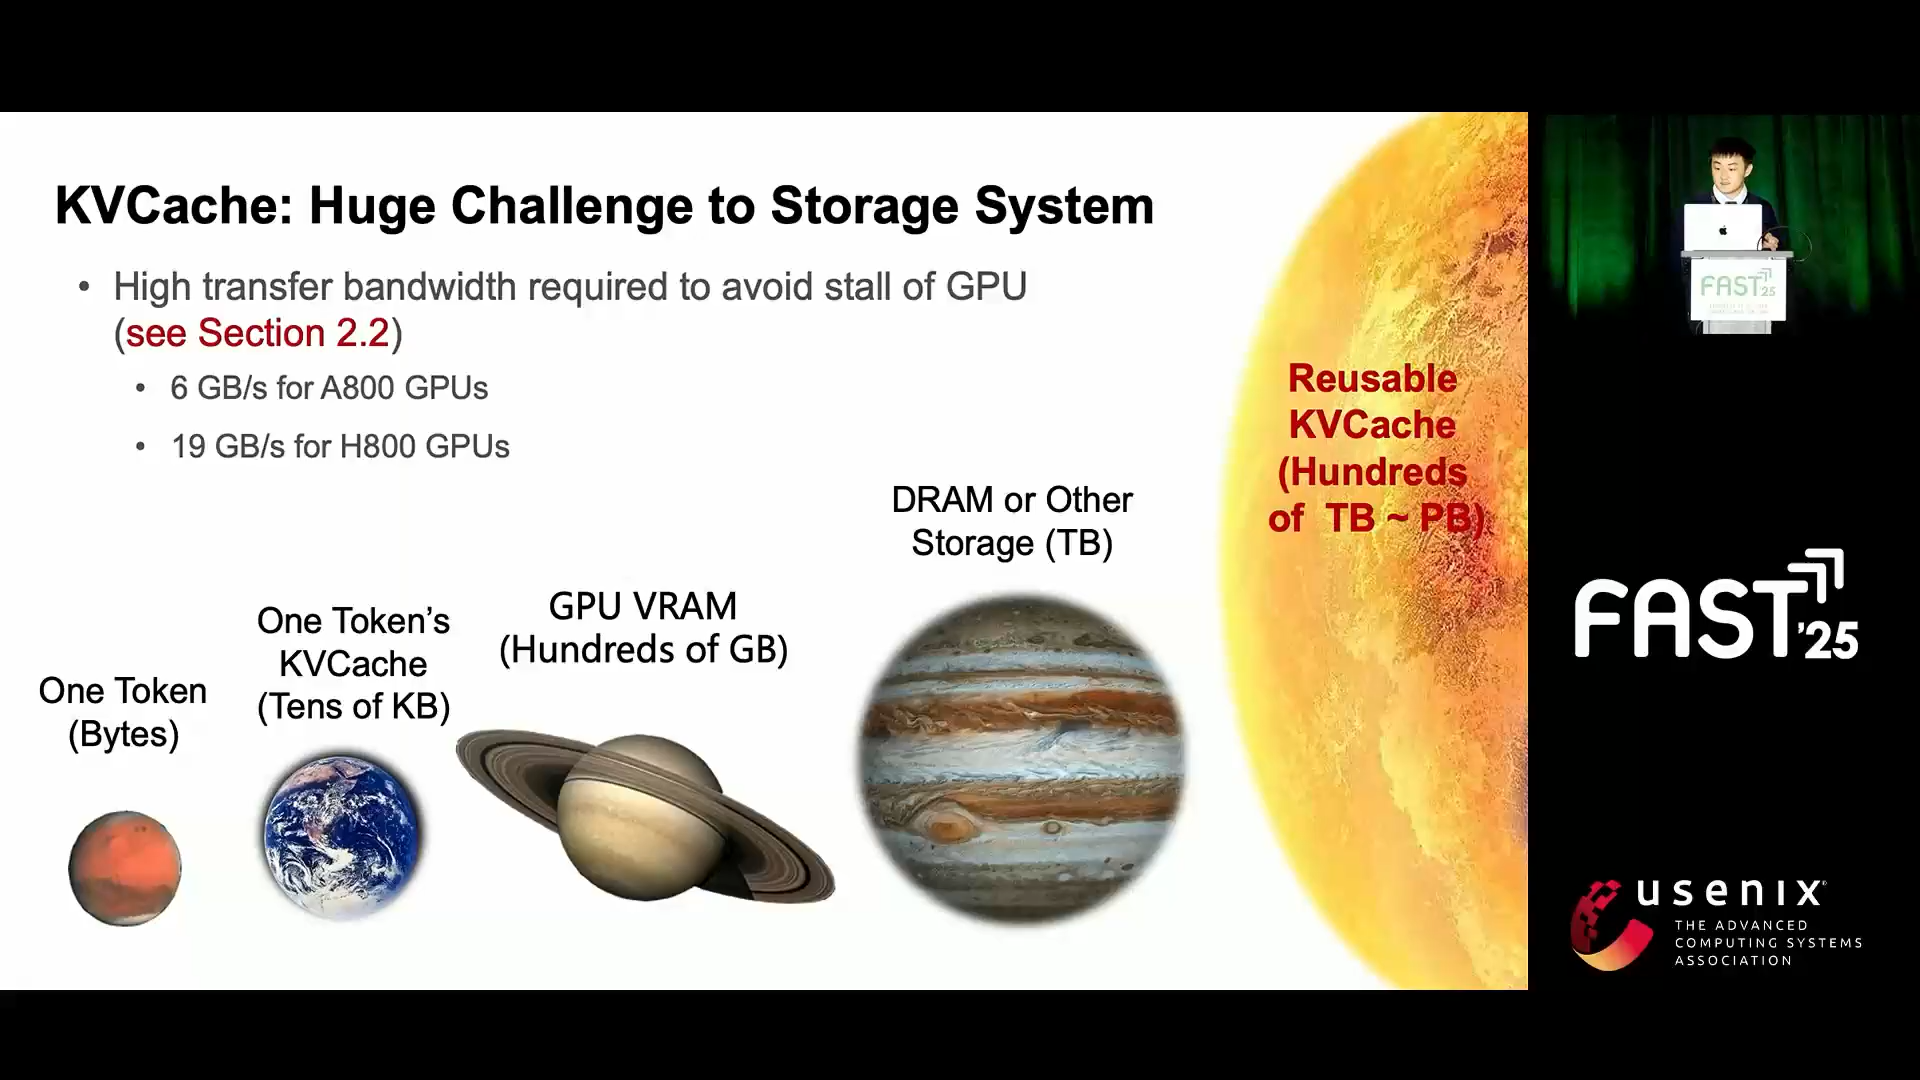 KVCache: Huge Challenge to Storage System
• High transfer bandwidth required to avoid stall of GPU
(see Section 2.2)
• 6 GB/s for A800 GPUs
• 19 GB/s for H800 GPUs
One Token
(Bytes)
One Token’s
KVCache
(Tens of KB)
GPU VRAM
(Hundreds of GB)
DRAM or Other
Storage (TB)
Reusable
KVCache
(Hundreds
of TB ~ PB)
FAST 25
FAST ’25
usenix
THE ADVANCED
COMPUTING SYSTEMS
ASSOCIATION